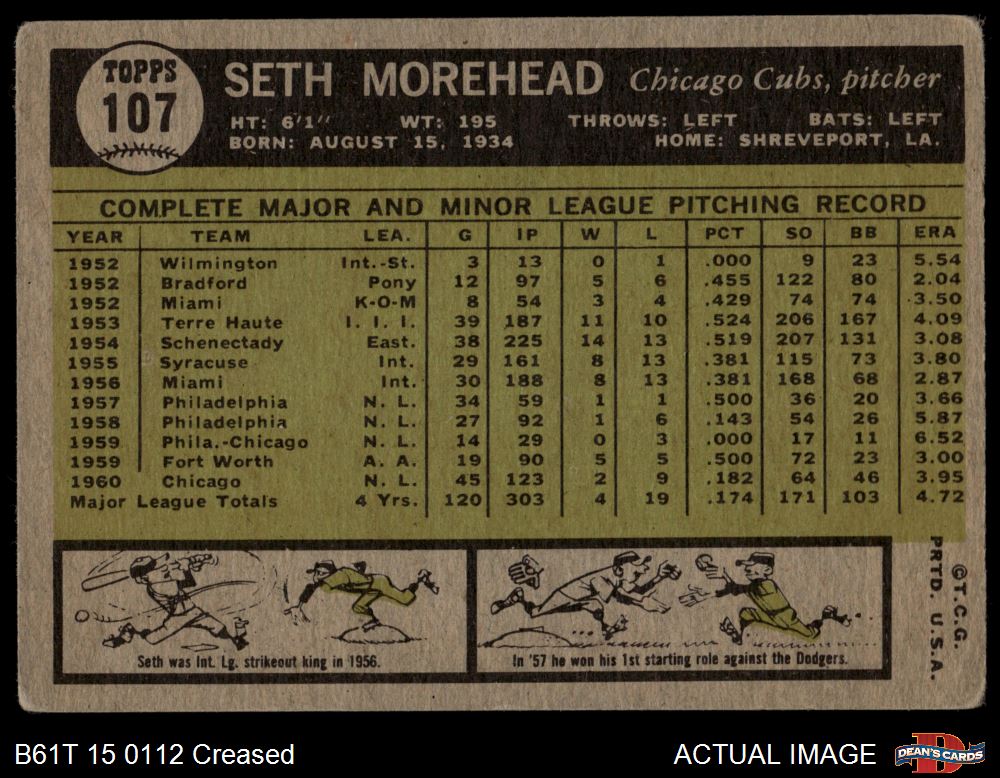 TOPPS
107
SETH MOREHEAD Chicago Cubs, pitcher
HT: 6'1" WT: 195 THROWS: LEFT BATS: LEFT
BORN: AUGUST 15, 1934 HOME: SHREVEPORT, LA.
COMPLETE MAJOR AND MINOR LEAGUE PITCHING RECORD
YEAR TEAM LEA. G IP W L PCT SO BB ERA
1952 Wilmington Int.-St. 3 13 0 1 .000 9 23 5.54
1952 Bradford Pony 12 97 5 6 .455 122 80 2.04
1952 Miami K-O-M 8 54 3 4 .429 74 74 3.50
1953 Terre Haute I. I. I. 39 187 11 10 .524 206 167 4.09
1954 Schenectady East. 38 225 14 13 .519 207 131 3.08
1955 Syracuse Int. 29 161 8 13 .381 115 73 3.80
1956 Miami Int. 30 188 8 13 .381 168 68 2.87
1957 Philadelphia N. L. 34 59 1 1 .500 36 20 3.66
1958 Philadelphia N. L. 27 92 1 6 .143 54 26 5.87
1959 Phila.-Chicago N. L. 14 29 0 3 .000 17 11 6.52
1959 Fort Worth A. A. 19 90 5 5 .500 72 23 3.00
1960 Chicago N. L. 45 123 2 9 .182 64 46 3.95
Major League Totals 4 Yrs. 120 303 4 19 .174 171 103 4.72
Seth was Int. Lg. strikeout king in 1956.
In '57 he won his 1st starting role against the Dodgers.
©T.C.G.
PRTD. U.S.A.
B61T 15 0112 Creased
ACTUAL IMAGE
DEAN'S CARDS